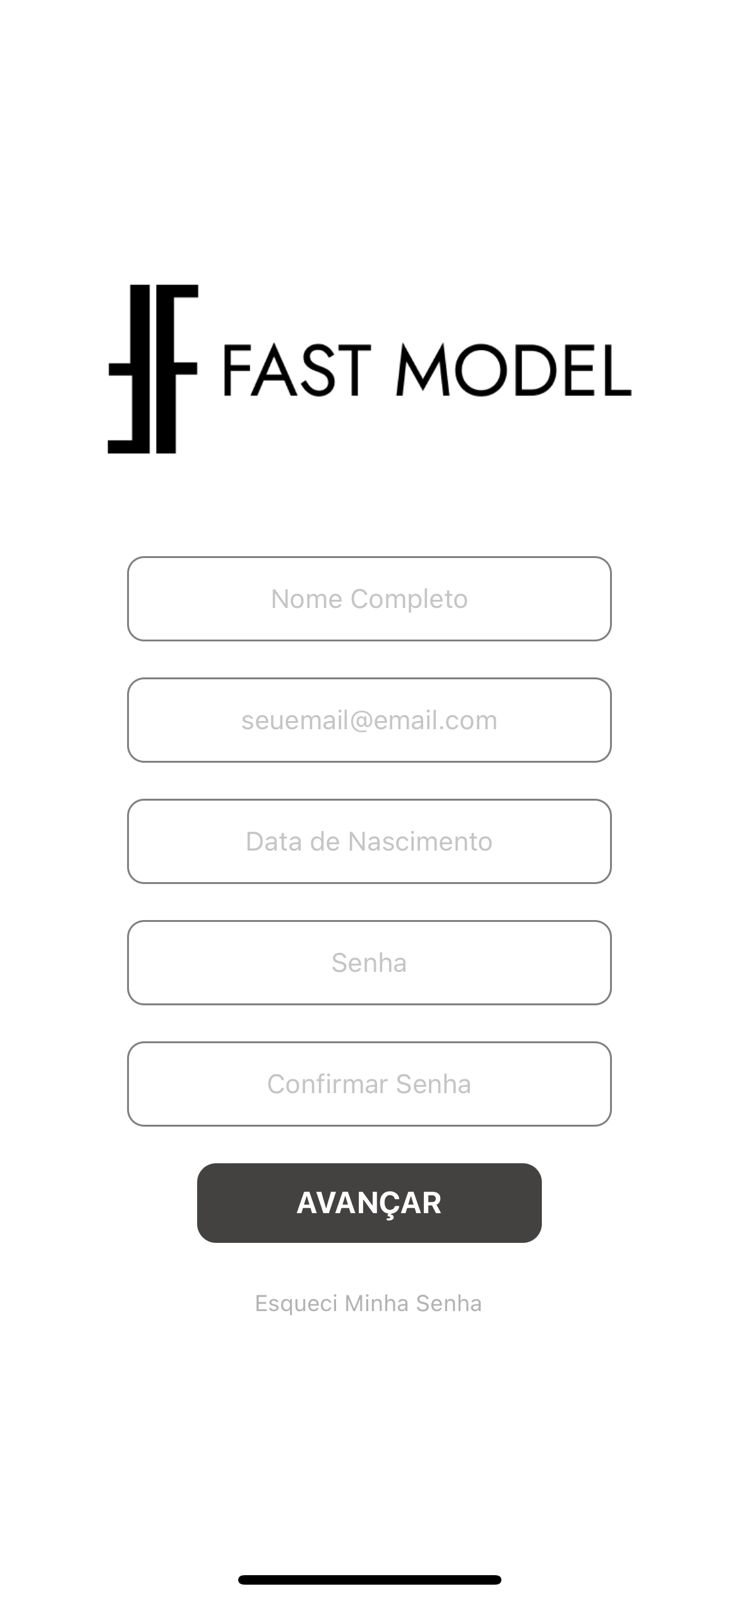 FAST MODEL
Nome Completo
seuemail@email.com
Data de Nascimento
Senha
Confirmar Senha
AVANÇAR
Esqueci Minha Senha